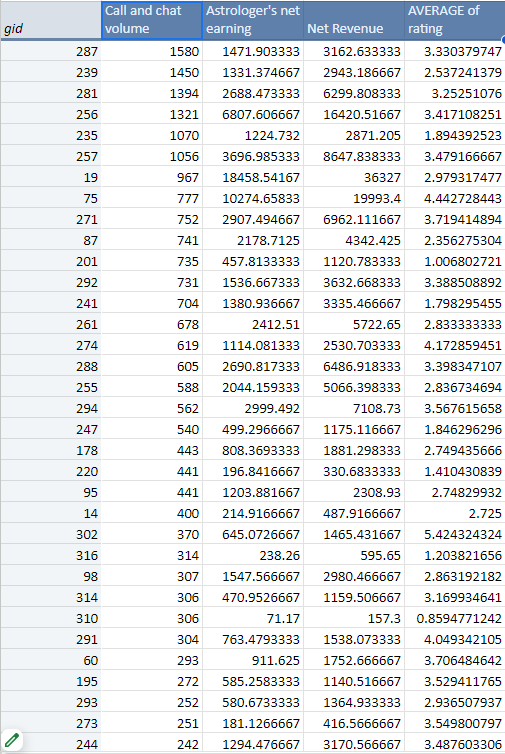 gid Call and chat volume Astrologer's net earning Net Revenue AVERAGE of rating
287 1580 1471.903333 3162.633333 3.330379747
239 1450 1331.374667 2943.186667 2.537241379
281 1394 2688.473333 6299.808333 3.25251076
256 1321 6807.606667 16420.51667 3.417108251
235 1070 1224.732 2871.205 1.894392523
257 1056 3696.985333 8647.838333 3.479166667
19 967 18458.54167 36327 2.979317477
75 777 10274.65833 19993.4 4.442728443
271 752 2907.494667 6962.111667 3.719414894
87 741 2178.7125 4342.425 2.356275304
201 735 457.8133333 1120.783333 1.006802721
292 731 1536.667333 3632.668333 3.388508892
241 704 1380.936667 3335.466667 1.798295455
261 678 2412.51 5722.65 2.833333333
274 619 1114.081333 2530.703333 4.172859451
288 605 2690.817333 6486.918333 3.398347107
255 588 2044.159333 5066.398333 2.836734694
294 562 2999.492 7108.73 3.567615658
247 540 499.2966667 1175.116667 1.846296296
178 443 808.3693333 1881.298333 2.749435666
220 441 196.8416667 330.6833333 1.410430839
95 441 1203.881667 2308.93 2.74829932
14 400 214.9166667 487.9166667 2.725
302 370 645.0726667 1465.431667 5.424324324
316 314 238.26 595.65 1.203821656
98 307 1547.566667 2980.466667 2.863192182
314 306 470.9526667 1159.506667 3.169934641
310 306 71.17 157.3 0.8594771242
291 304 763.4793333 1538.073333 4.049342105
60 293 911.625 1752.666667 3.706484642
195 272 585.2583333 1140.516667 3.529411765
293 252 580.6733333 1364.933333 2.936507937
273 251 181.1266667 416.5666667 3.549800797
244 242 1294.476667 3170.566667 3.487603306